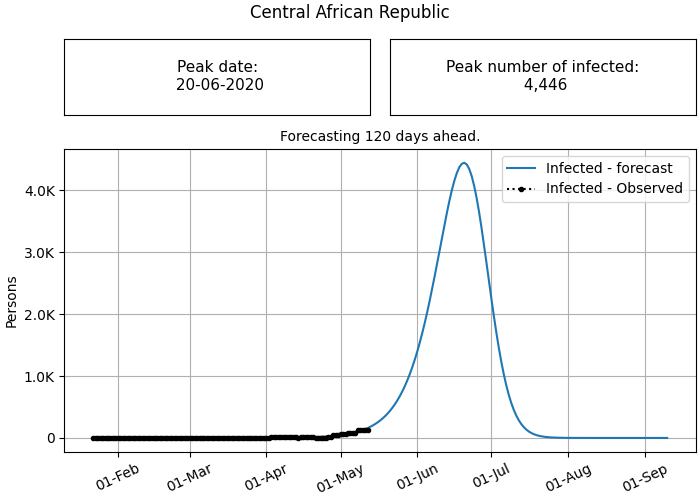 Central African Republic
Peak date:
20-06-2020
Peak number of infected:
4,446
Forecasting 120 days ahead.
Infected - forecast
Infected - Observed
Persons
4.0K
3.0K
2.0K
1.0K
0
01-Feb
01-Mar
01-Apr
01-May
01-Jun
01-Jul
01-Aug
01-Sep